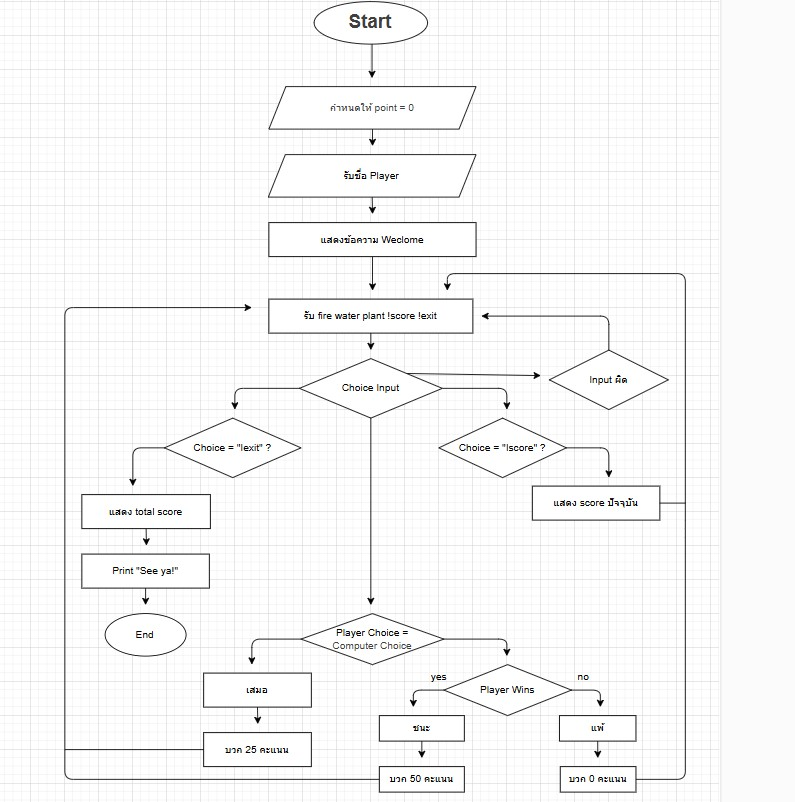 Start
กำหนดให้ point = 0
รับชื่อ Player
แสดงข้อความ Weclome
รับ fire water plant !score !exit
Choice Input
Input ผิด
Choice = "!exit" ?
Choice = "!score" ?
แสดง total score
แสดง score ปัจจุบัน
Print "See ya!"
End
Player Choice =
Computer Choice
เสมอ
yes
Player Wins
no
ชนะ
แพ้
บวก 25 คะแนน
บวก 50 คะแนน
บวก 0 คะแนน